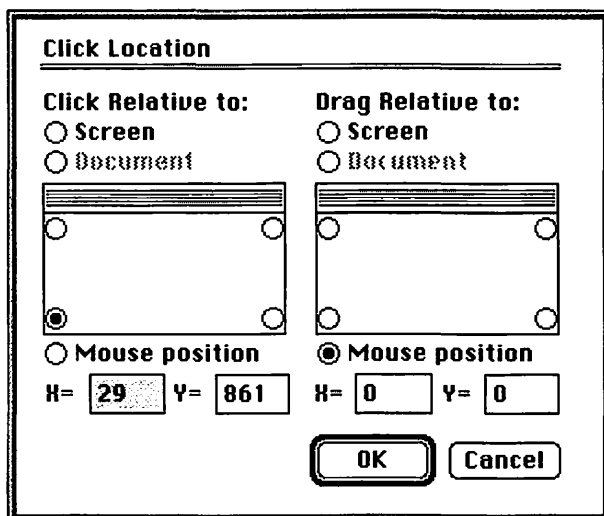 Click Location
Click Relative to:
Screen
Document
Mouse position
X= 29 Y= 861
Drag Relative to:
Screen
Document
Mouse position
X= 0 Y= 0
OK Cancel